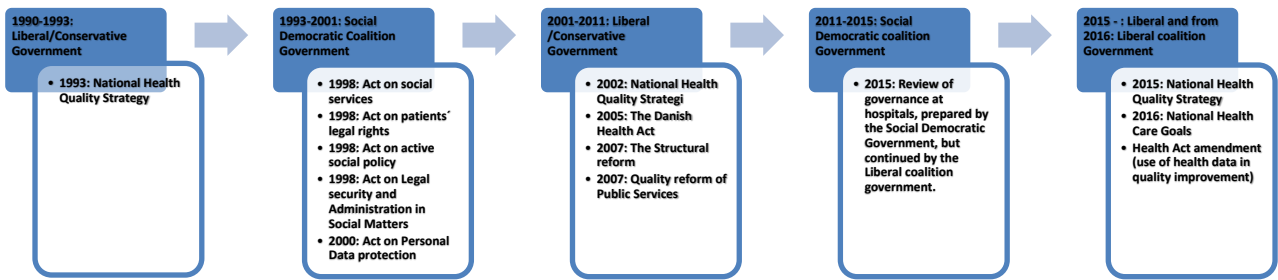 1990-1993:
Liberal/Conservative
Government
• 1993: National Health
Quality Strategy
1993-2001: Social
Democratic Coalition
Government
• 1998: Act on social
services
• 1998: Act on patients´
legal rights
• 1998: Act on active
social policy
• 1998: Act on Legal
security and
Administration in
Social Matters
• 2000: Act on Personal
Data protection
2001-2011: Liberal
/Conservative
Government
• 2002: National Health
Quality Strategi
• 2005: The Danish
Health Act
• 2007: The Structural
reform
• 2007: Quality reform of
Public Services
2011-2015: Social
Democratic coalition
Government
• 2015: Review of
governance at
hospitals, prepared by
the Social Democratic
Government, but
continued by the
Liberal coalition
government.
2015 - : Liberal and from
2016: Liberal coalition
Government
• 2015: National Health
Quality Strategy
• 2016: National Health
Care Goals
• Health Act amendment
(use of health data in
quality improvement)